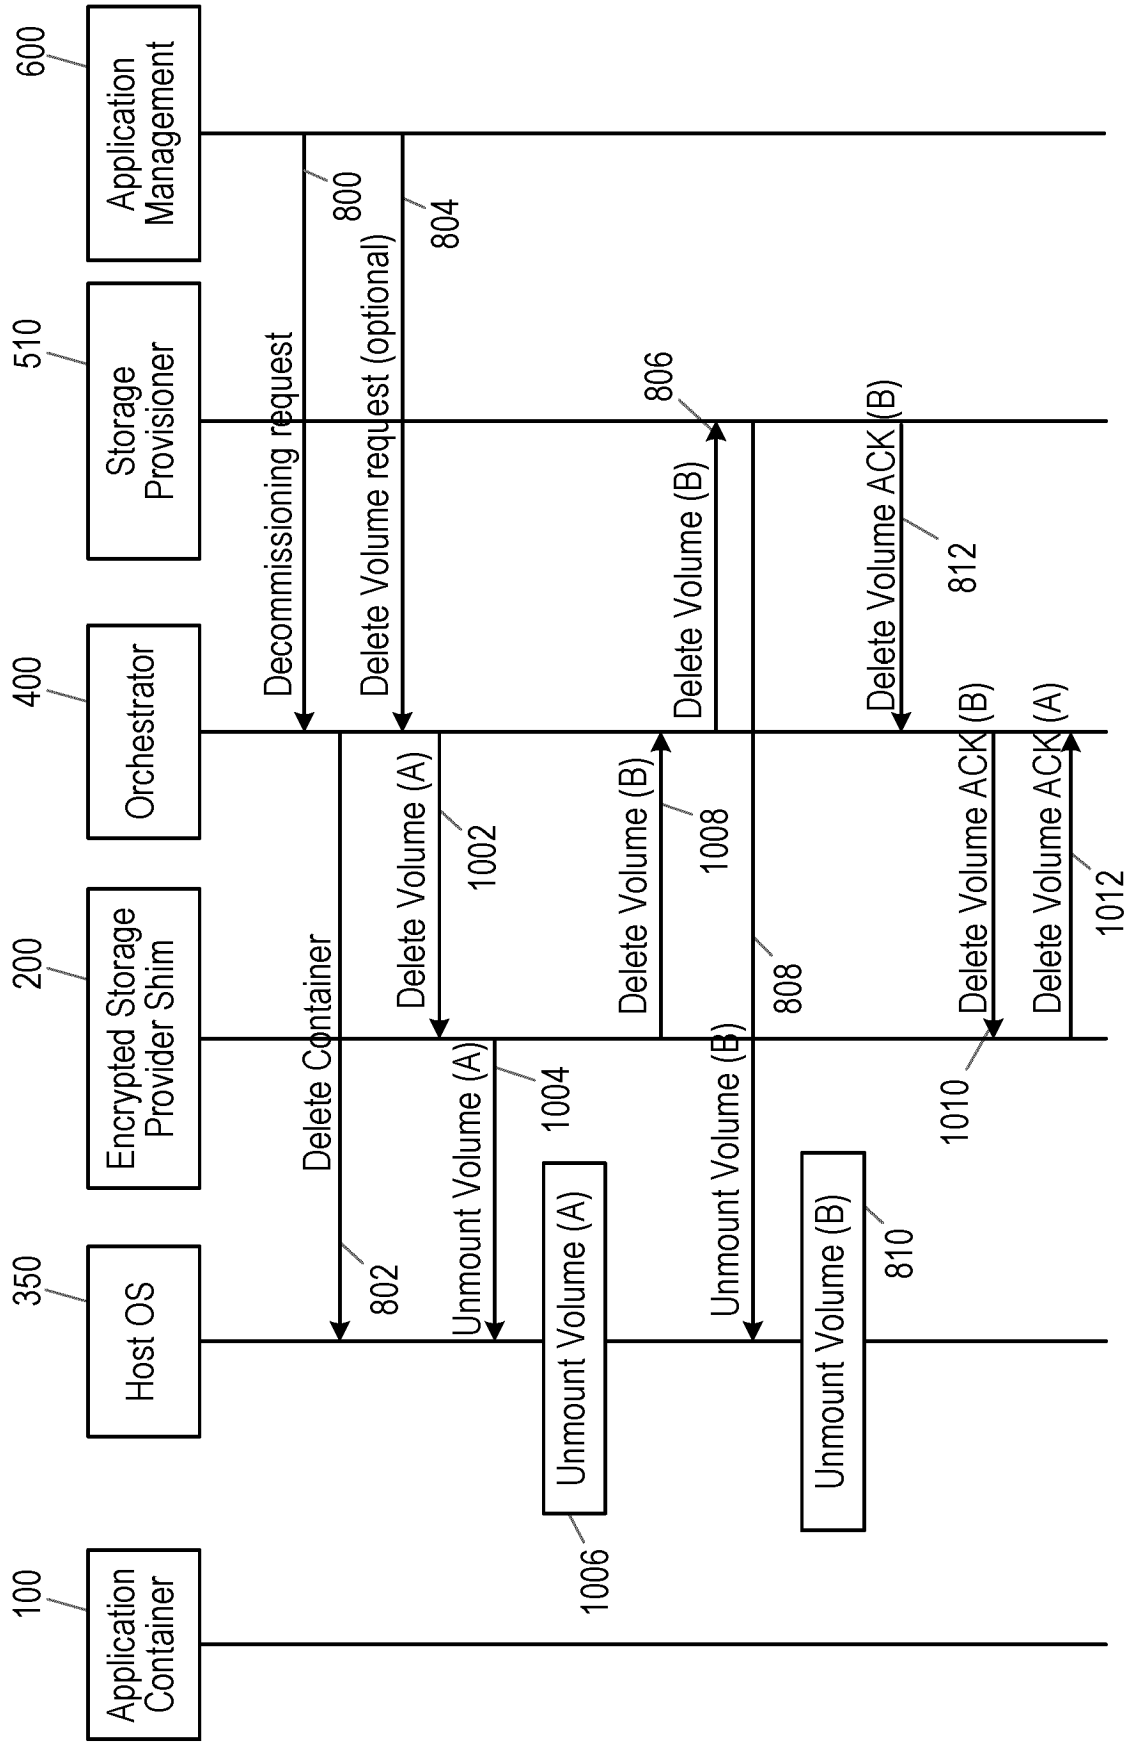 100
350
200
400
510
600
Application
Container
Host OS
Encrypted Storage
Provider Shim
Orchestrator
Storage
Provisioner
Application
Management
Decommissioning request
800
Delete Container
802
Delete Volume request (optional)
804
Delete Volume (A)
1002
Unmount Volume (A)
1004
Unmount Volume (A)
1006
Delete Volume (B)
1008
Delete Volume (B)
806
Unmount Volume (B)
808
Unmount Volume (B)
810
Delete Volume ACK (B)
812
Delete Volume ACK (B)
1010
Delete Volume ACK (A)
1012